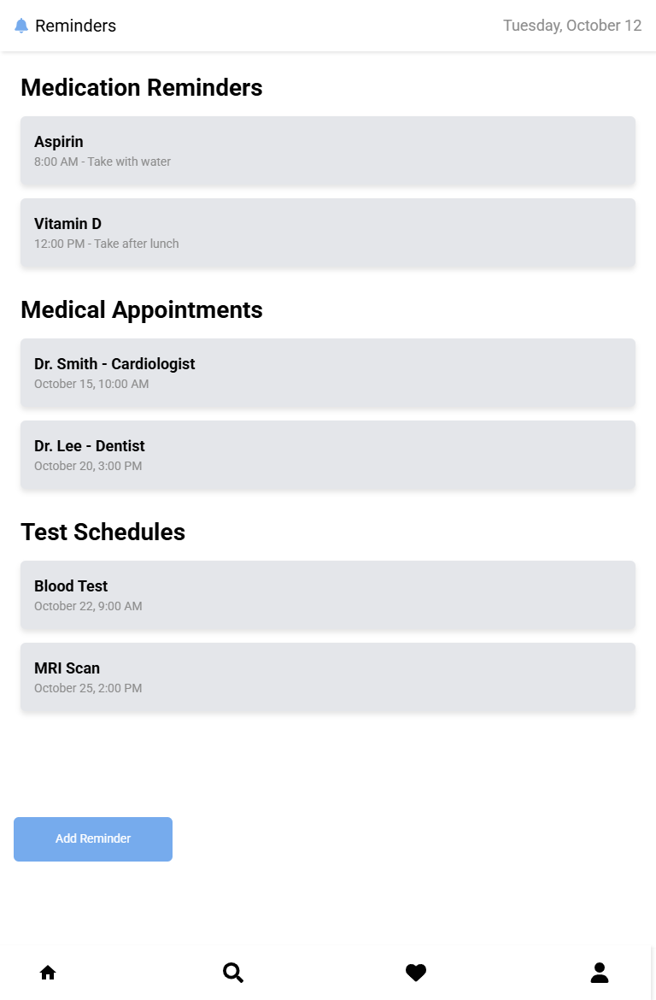 Reminders
Tuesday, October 12
Medication Reminders
Aspirin
8:00 AM - Take with water
Vitamin D
12:00 PM - Take after lunch
Medical Appointments
Dr. Smith - Cardiologist
October 15, 10:00 AM
Dr. Lee - Dentist
October 20, 3:00 PM
Test Schedules
Blood Test
October 22, 9:00 AM
MRI Scan
October 25, 2:00 PM
Add Reminder